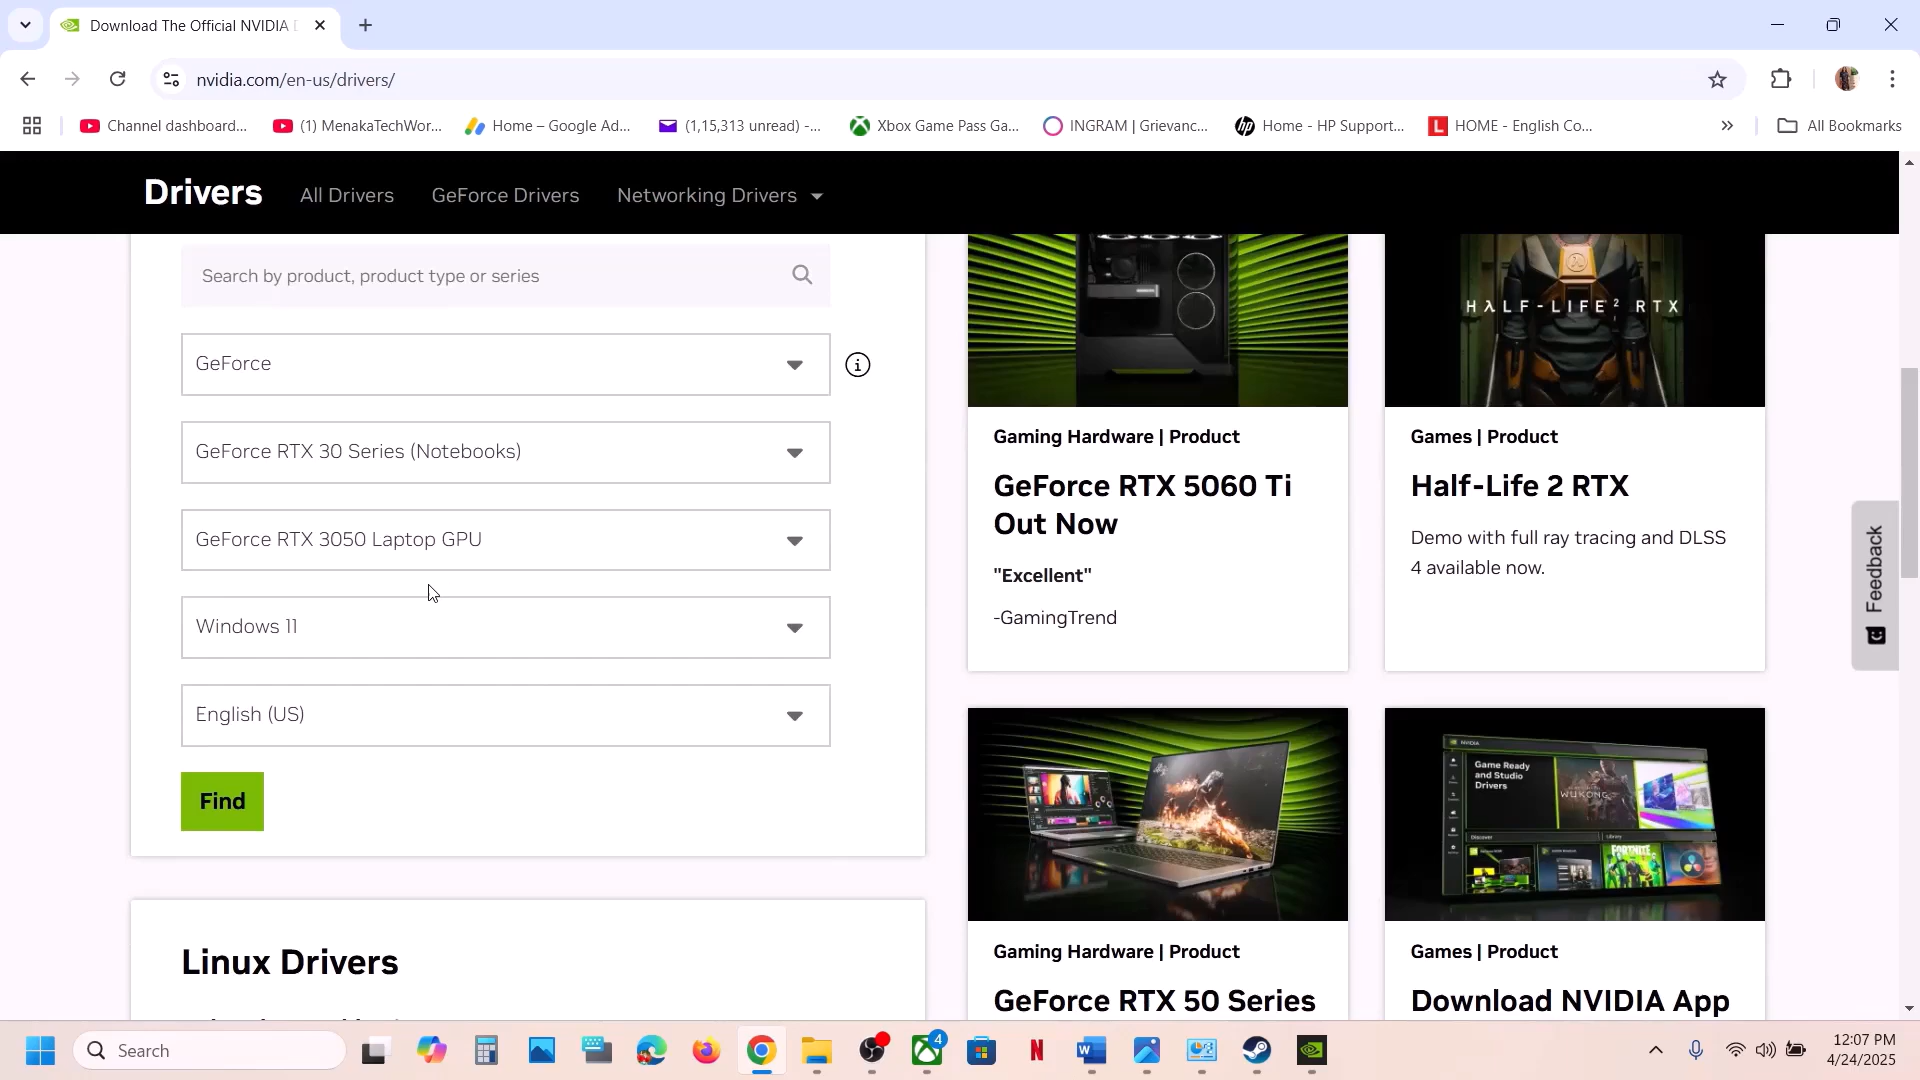 Download The Official NVIDIA D
nvidia.com/en-us/drivers/
Channel dashboard...
(1) MenakaTechWor...
Home – Google Ad...
(1,15,313 unread) -...
Xbox Game Pass Ga...
INGRAM | Grievanc...
Home - HP Support...
HOME - English Co...
All Bookmarks
Drivers
All Drivers
GeForce Drivers
Networking Drivers
Search by product, product type or series
GeForce
GeForce RTX 30 Series (Notebooks)
GeForce RTX 3050 Laptop GPU
Windows 11
English (US)
Find
Linux Drivers
HλLF-LIFE² RTX
Gaming Hardware | Product
GeForce RTX 5060 Ti
Out Now
"Excellent"
-GamingTrend
Games | Product
Half-Life 2 RTX
Demo with full ray tracing and DLSS
4 available now.
Game Ready
and Studio
Drivers
WUKONG
FORTNITE
Gaming Hardware | Product
GeForce RTX 50 Series
Games | Product
Download NVIDIA App
Feedback
Search
4
12:07 PM
4/24/2025